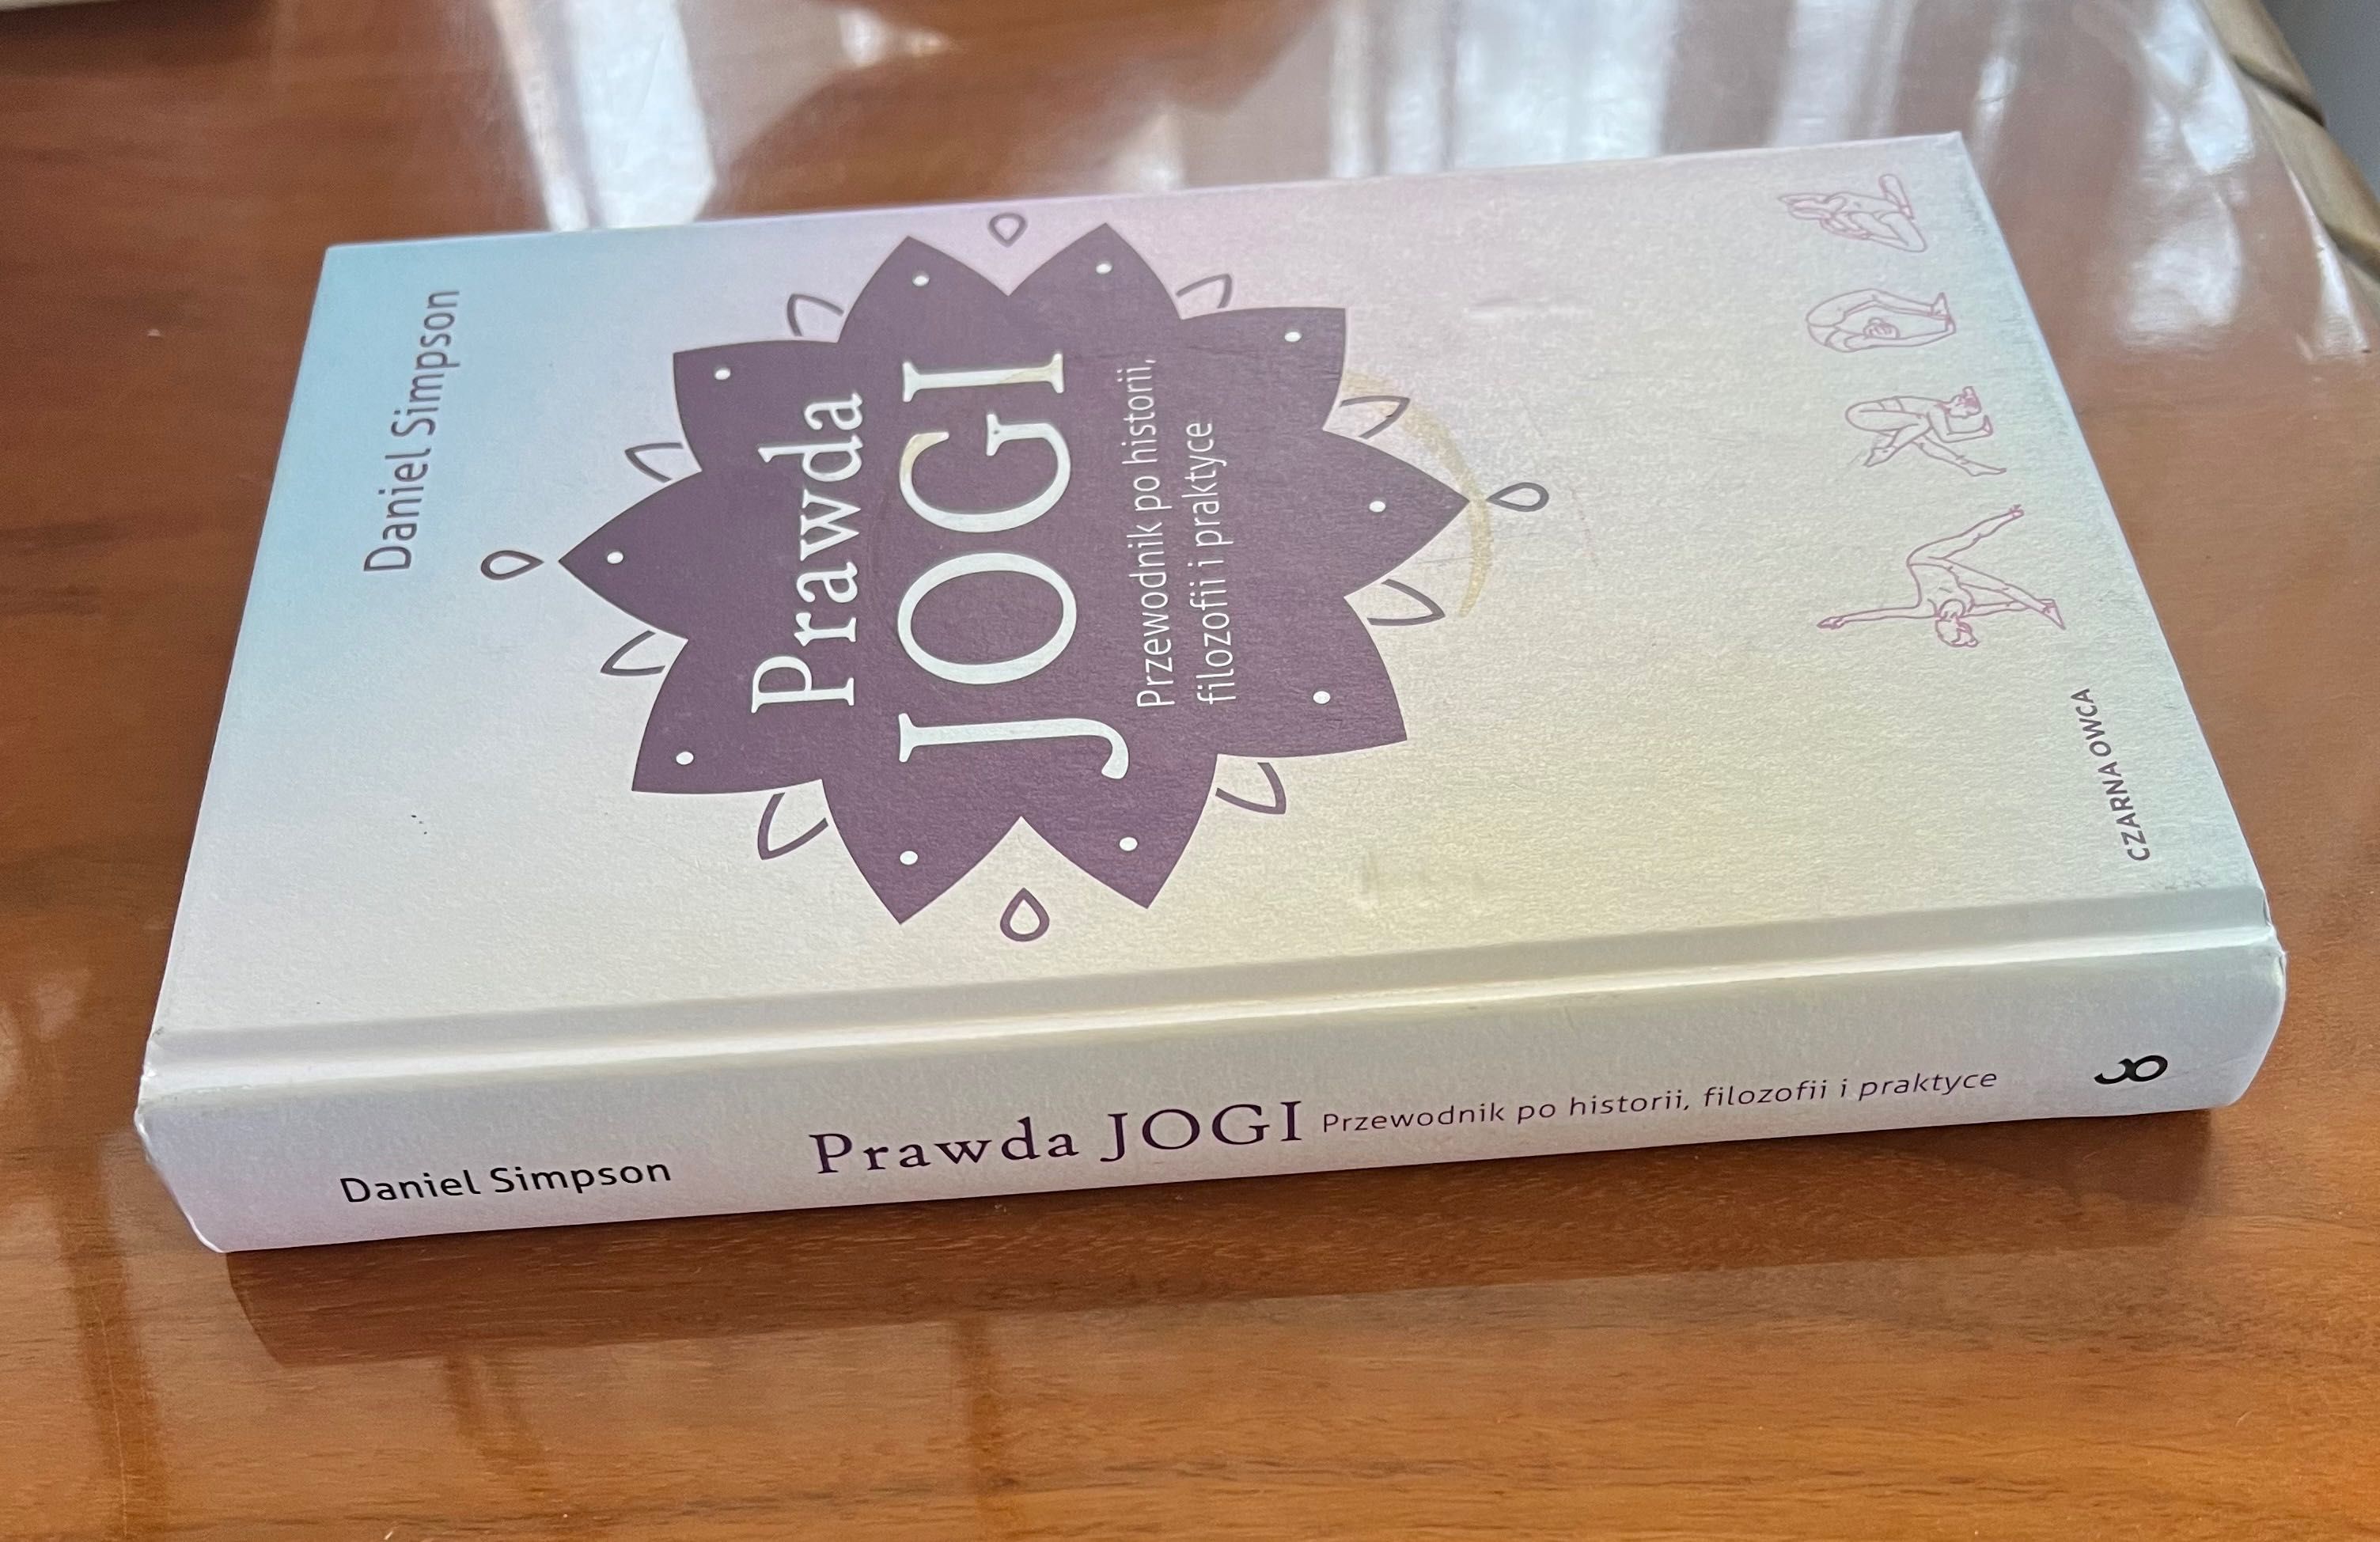 Daniel Simpson
Prawda
JOGI
Przewodnik po historii,
filozofii i praktyce
CZARNA OWCA
Daniel Simpson
Prawda JOGI Przewodnik po historii, filozofii i praktyce